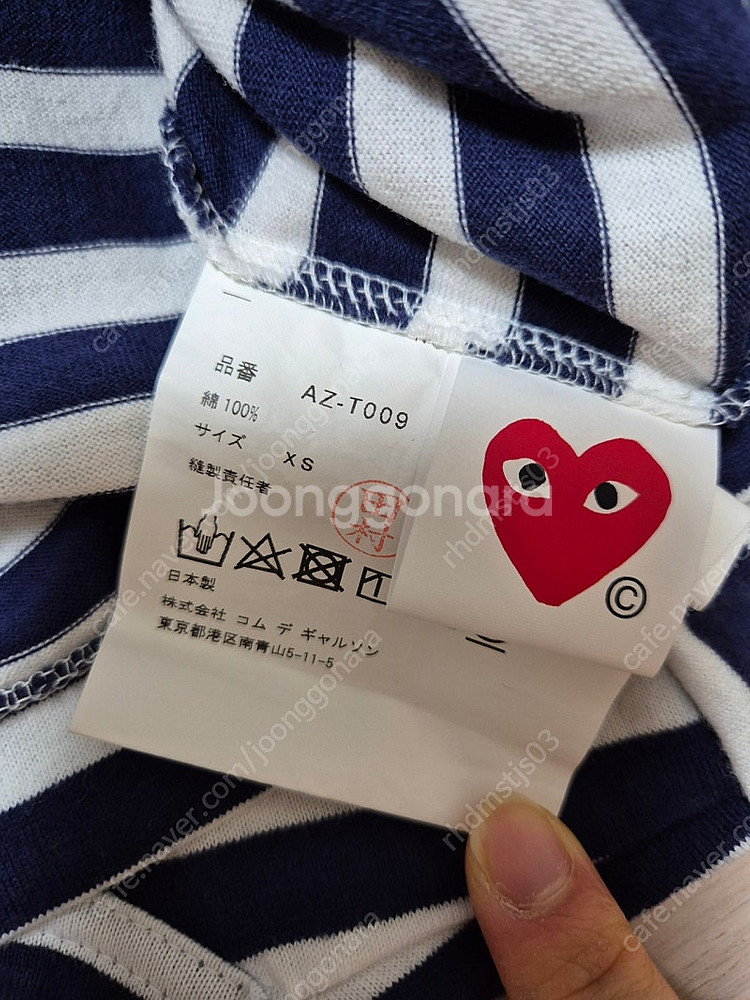 品番 AZ-T009
綿 100%
サイズ XS
縫製責任者
田村
日本製
株式会社 コム デ ギャルソン
東京都港区南青山5-11-5
©
Joonggonara
rhdmstjs03
cafe.naver.com/joonggonara